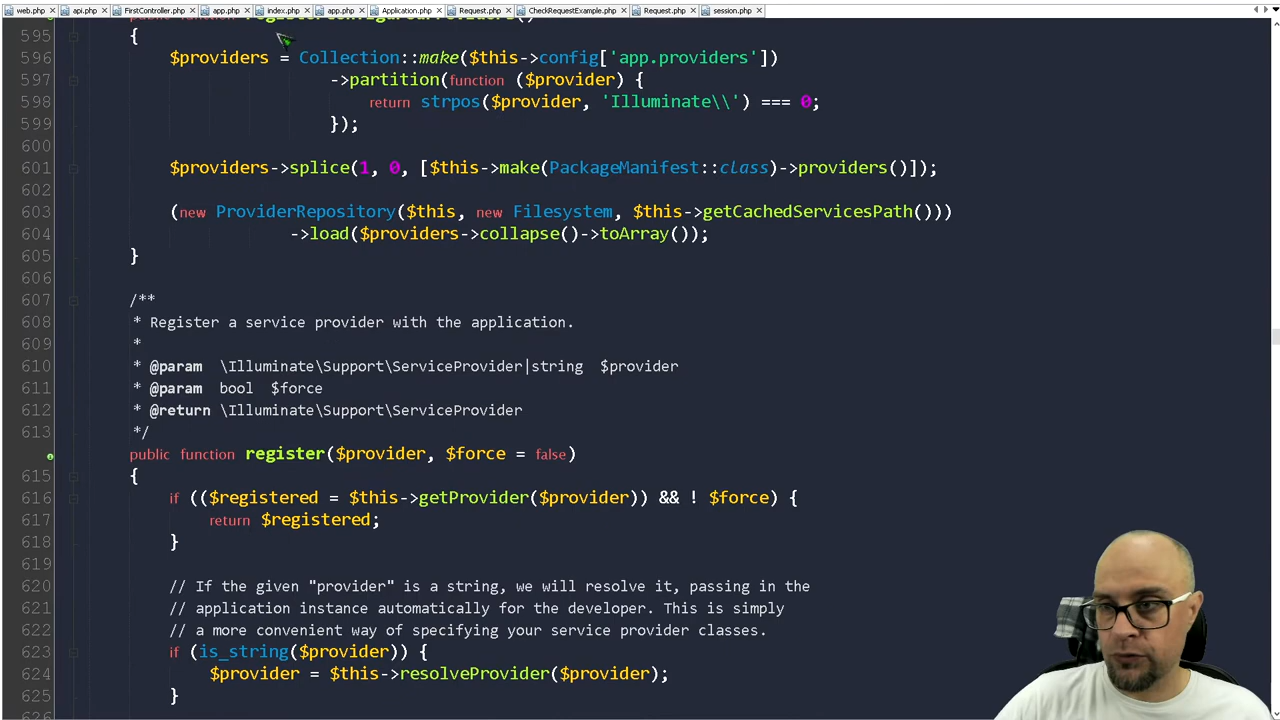 web.php api.php FirstController.php app.php index.php app.php Application.php Request.php CheckRequestExample.php Request.php session.php
public function registerConfiguredProviders()
595 {
596 $providers = Collection::make($this->config['app.providers'])
597 ->partition(function ($provider) {
598 return strpos($provider, 'Illuminate\\') === 0;
599 });
600
601 $providers->splice(1, 0, [$this->make(PackageManifest::class)->providers()]);
602
603 (new ProviderRepository($this, new Filesystem, $this->getCachedServicesPath()))
604 ->load($providers->collapse()->toArray());
605 }
606
607 /**
608 * Register a service provider with the application.
609 *
610 * @param \Illuminate\Support\ServiceProvider|string $provider
611 * @param bool $force
612 * @return \Illuminate\Support\ServiceProvider
613 */
public function register($provider, $force = false)
615 {
616 if (($registered = $this->getProvider($provider)) && ! $force) {
617 return $registered;
618 }
619
620 // If the given "provider" is a string, we will resolve it, passing in the
621 // application instance automatically for the developer. This is simply
622 // a more convenient way of specifying your service provider classes.
623 if (is_string($provider)) {
624 $provider = $this->resolveProvider($provider);
625 }